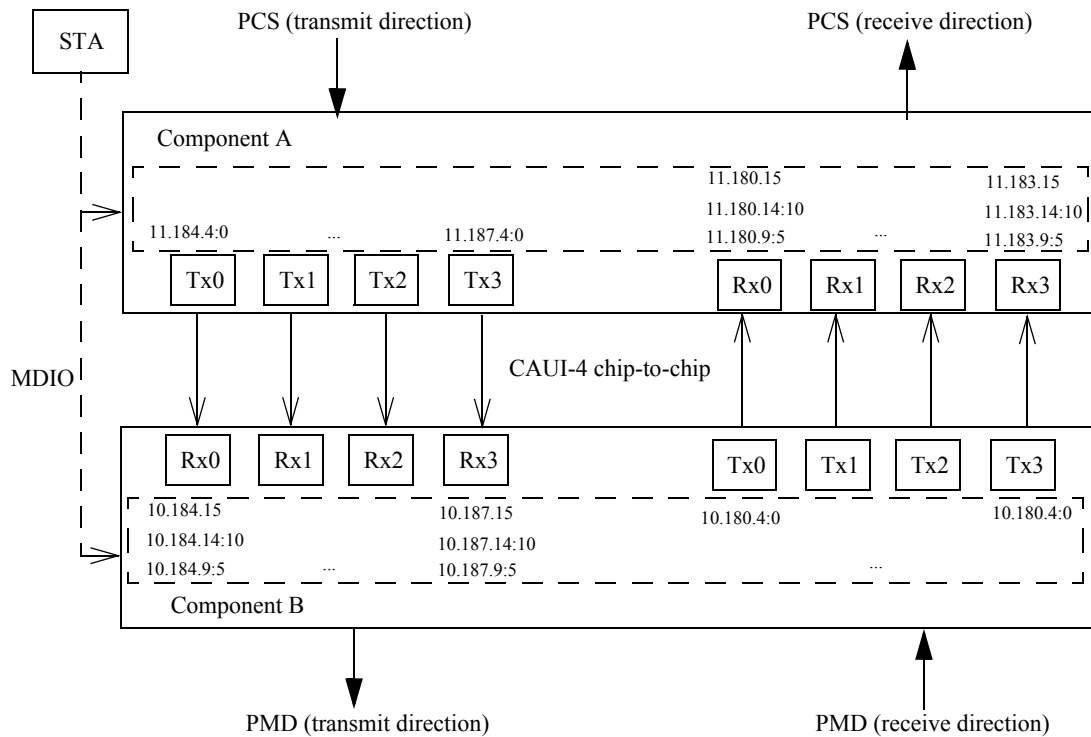 PCS (transmit direction)
PCS (receive direction)
STA
Component A
11.180.15
11.183.15
11.180.14:10
11.183.14:10
11.184.4:0 ... 11.187.4:0
11.180.9:5 ... 11.183.9:5
Tx0 Tx1 Tx2 Tx3
Rx0 Rx1 Rx2 Rx3
MDIO
CAUI-4 chip-to-chip
Rx0 Rx1 Rx2 Rx3
Tx0 Tx1 Tx2 Tx3
10.184.15
10.187.15
10.180.4:0
10.180.4:0
10.184.14:10
10.187.14:10
10.184.9:5 ... 10.187.9:5
...
Component B
PMD (transmit direction)
PMD (receive direction)